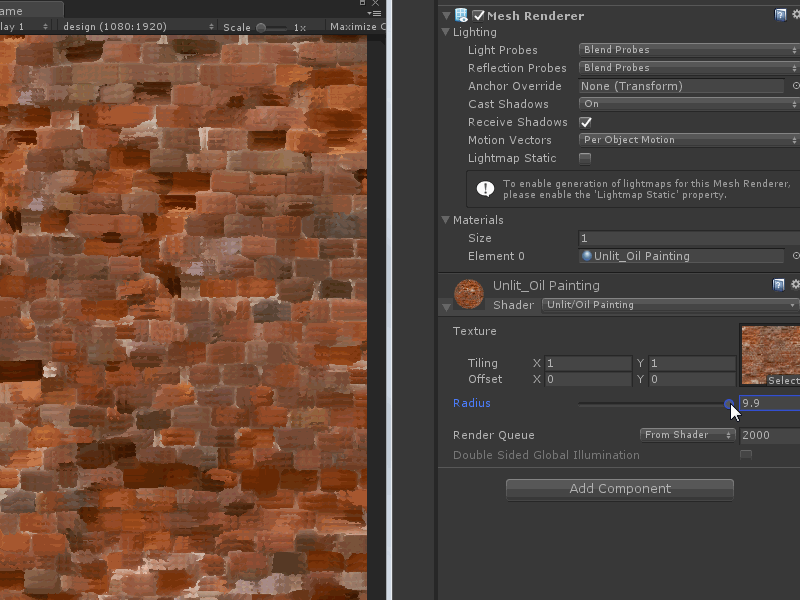 ame
lay 1
design (1080:1920)
Scale
1x
Maximize
Mesh Renderer
Lighting
Light Probes
Blend Probes
Reflection Probes
Blend Probes
Anchor Override
None (Transform)
Cast Shadows
On
Receive Shadows
Motion Vectors
Per Object Motion
Lightmap Static
To enable generation of lightmaps for this Mesh Renderer,
please enable the 'Lightmap Static' property.
Materials
Size
1
Element 0
Unlit_Oil Painting
Unlit_Oil Painting
Shader
Unlit/Oil Painting
Texture
Tiling
X 1
Y 1
Offset
X 0
Y 0
Select
Radius
9.9
Render Queue
From Shader
2000
Double Sided Global Illumination
Add Component